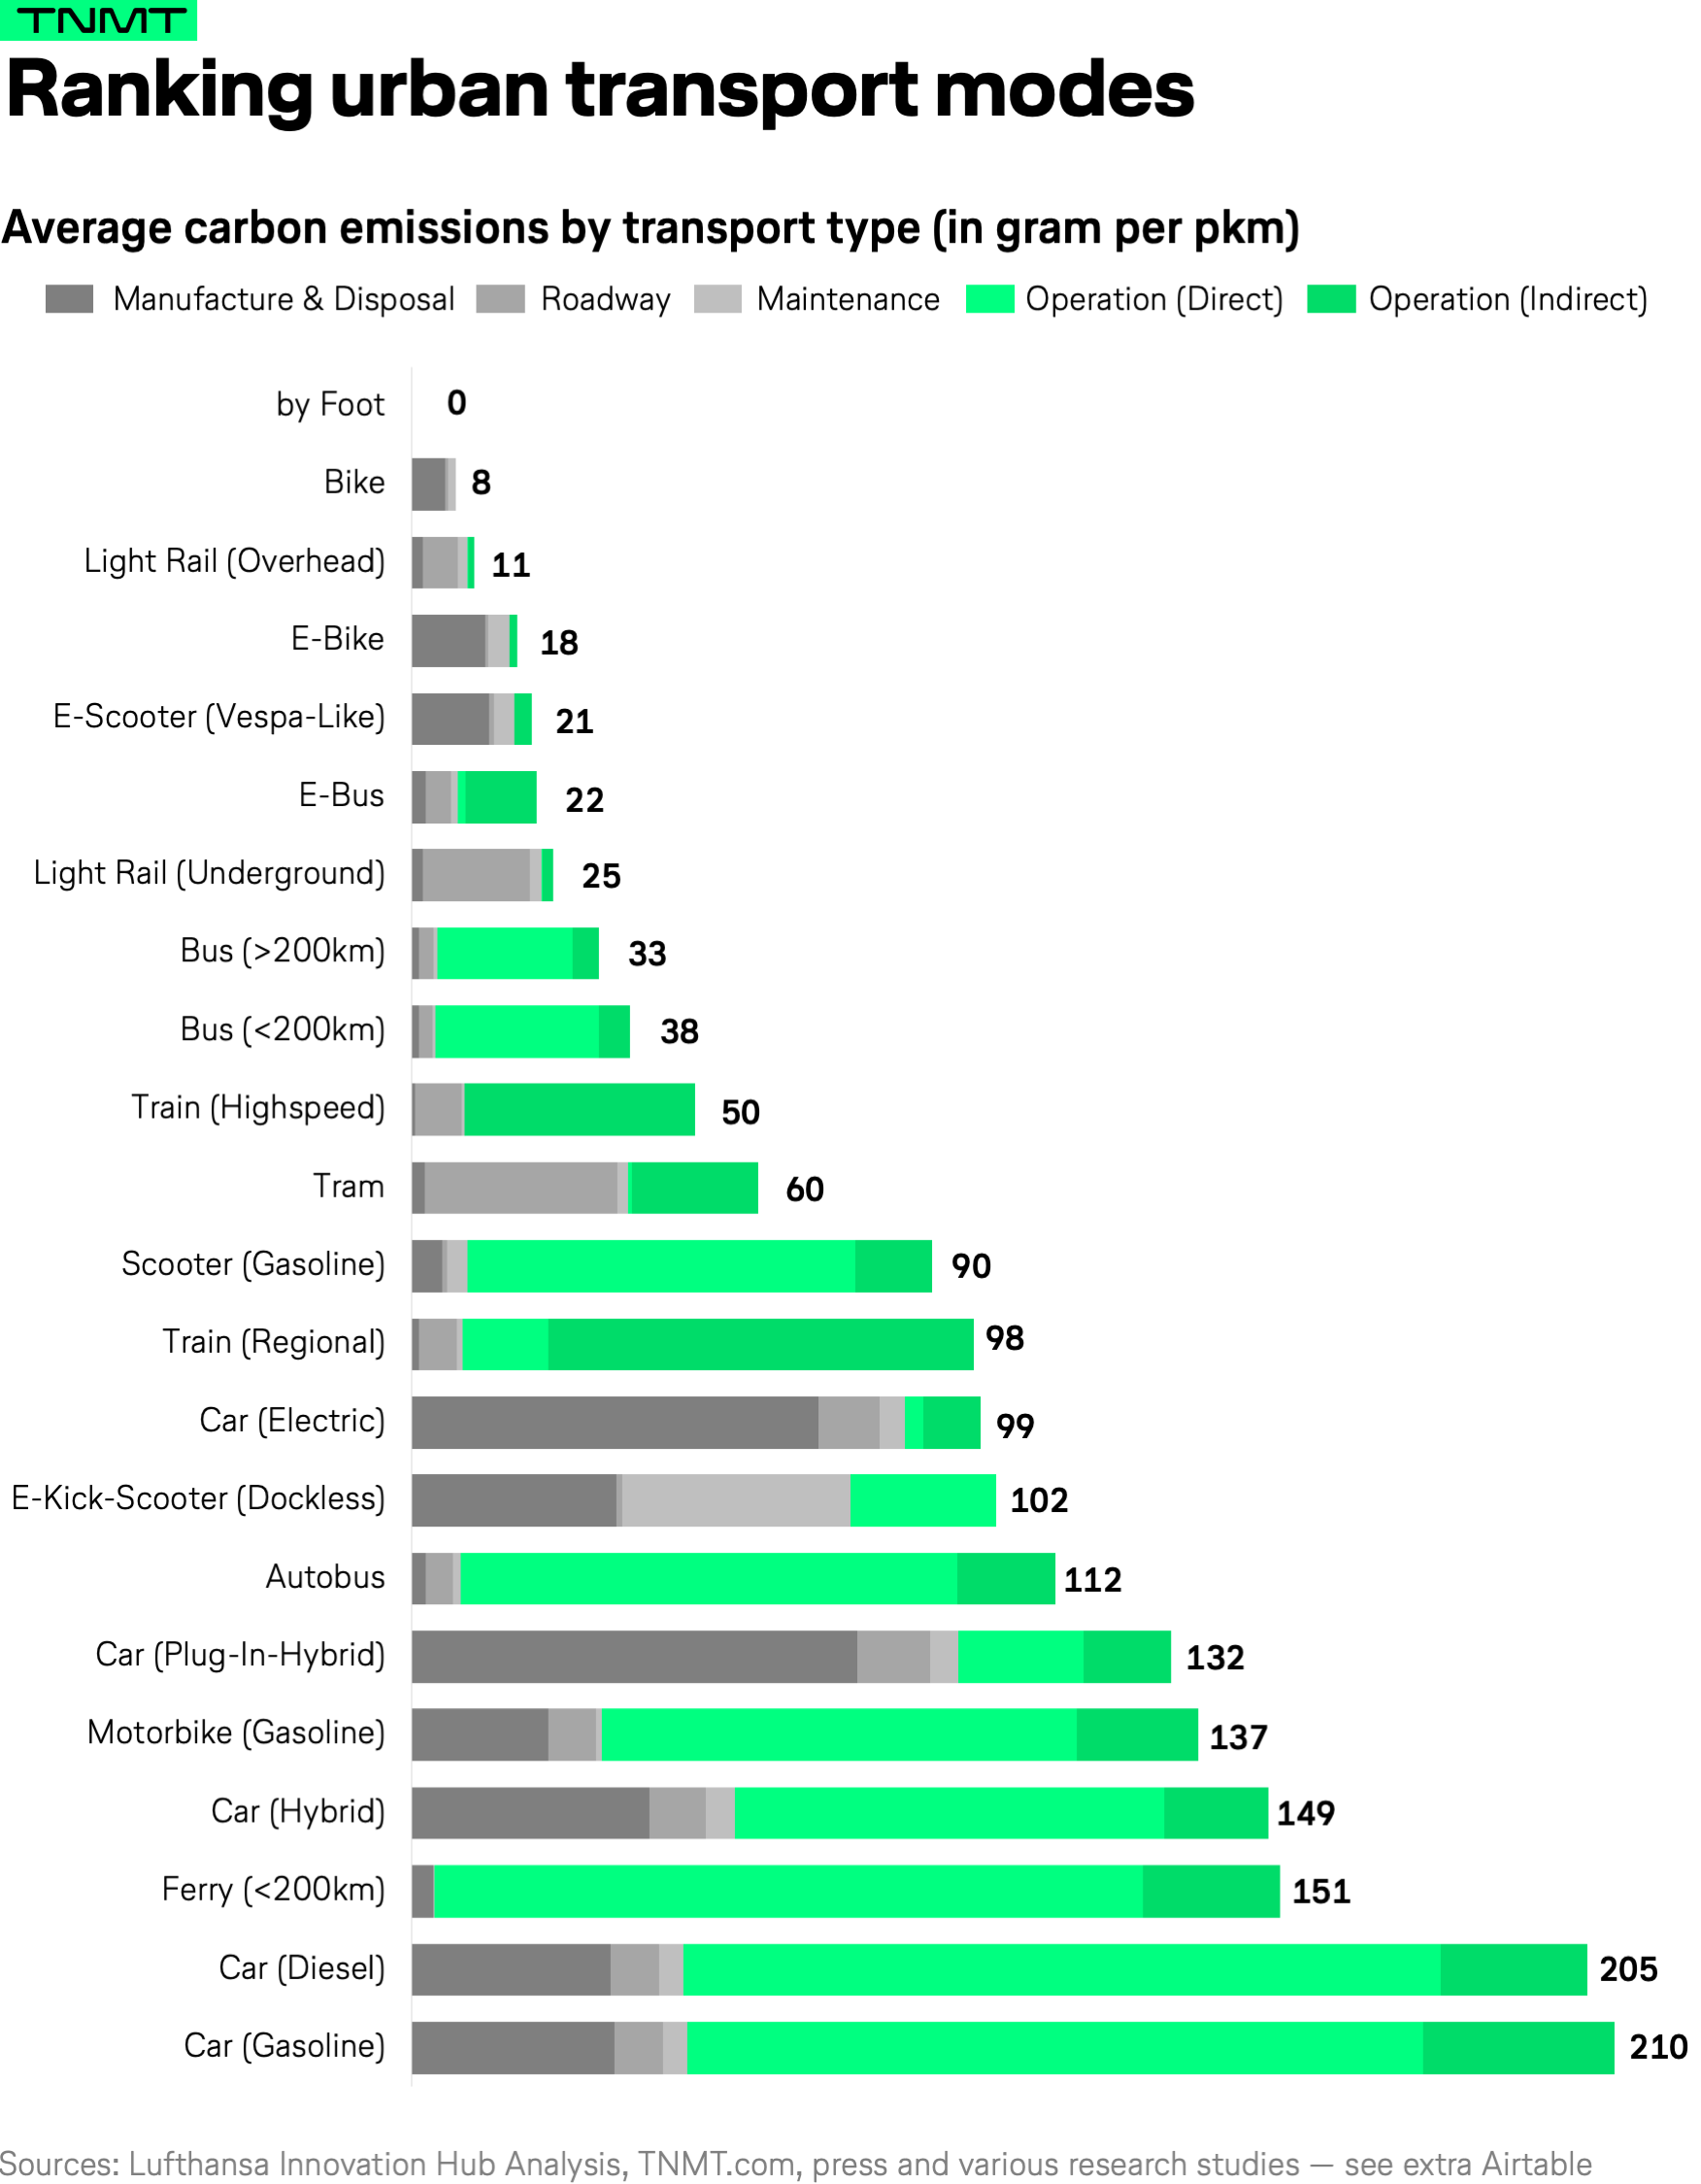 TNMT
Ranking urban transport modes
Average carbon emissions by transport type (in gram per pkm)
Manufacture & Disposal Roadway Maintenance Operation (Direct) Operation (Indirect)
by Foot 0
Bike 8
Light Rail (Overhead) 11
E-Bike 18
E-Scooter (Vespa-Like) 21
E-Bus 22
Light Rail (Underground) 25
Bus (>200km) 33
Bus (<200km) 38
Train (Highspeed) 50
Tram 60
Scooter (Gasoline) 90
Train (Regional) 98
Car (Electric) 99
E-Kick-Scooter (Dockless) 102
Autobus 112
Car (Plug-In-Hybrid) 132
Motorbike (Gasoline) 137
Car (Hybrid) 149
Ferry (<200km) 151
Car (Diesel) 205
Car (Gasoline) 210
Sources: Lufthansa Innovation Hub Analysis, TNMT.com, press and various research studies — see extra Airtable